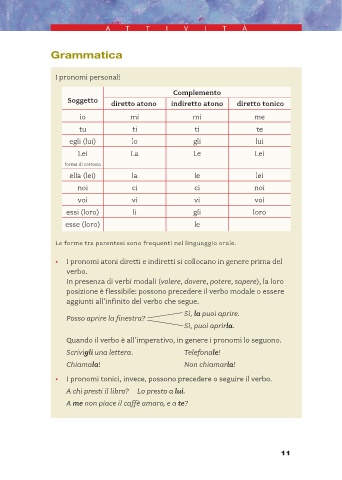 ATTIVITÀ
Grammatica
I pronomi personali
Complemento
Soggetto diretto atono indiretto atono diretto tonico
io mi mi me
tu ti ti te
egli (lui) lo gli lui
Lei La Le Lei
forma di cortesia
ella (lei) la le lei
noi ci ci noi
voi vi vi voi
essi (loro) li gli loro
esse (loro) le
Le forme tra parentesi sono frequenti nel linguaggio orale.
• I pronomi atoni diretti e indiretti si collocano in genere prima del
verbo.
In presenza di verbi modali (volere, dovere, potere, sapere), la loro
posizione è flessibile: possono precedere il verbo modale o essere
aggiunti all'infinito del verbo che segue.
Sì, la puoi aprire.
Posso aprire la finestra?
Sì, puoi aprirla.
Quando il verbo è all'imperativo, in genere i pronomi lo seguono.
Scrivigli una lettera. Telefonale!
Chiamala! Non chiamarla!
• I pronomi tonici, invece, possono precedere o seguire il verbo.
A chi presti il libro? Lo presto a lui.
A me non piace il caffè amaro, e a te?
11